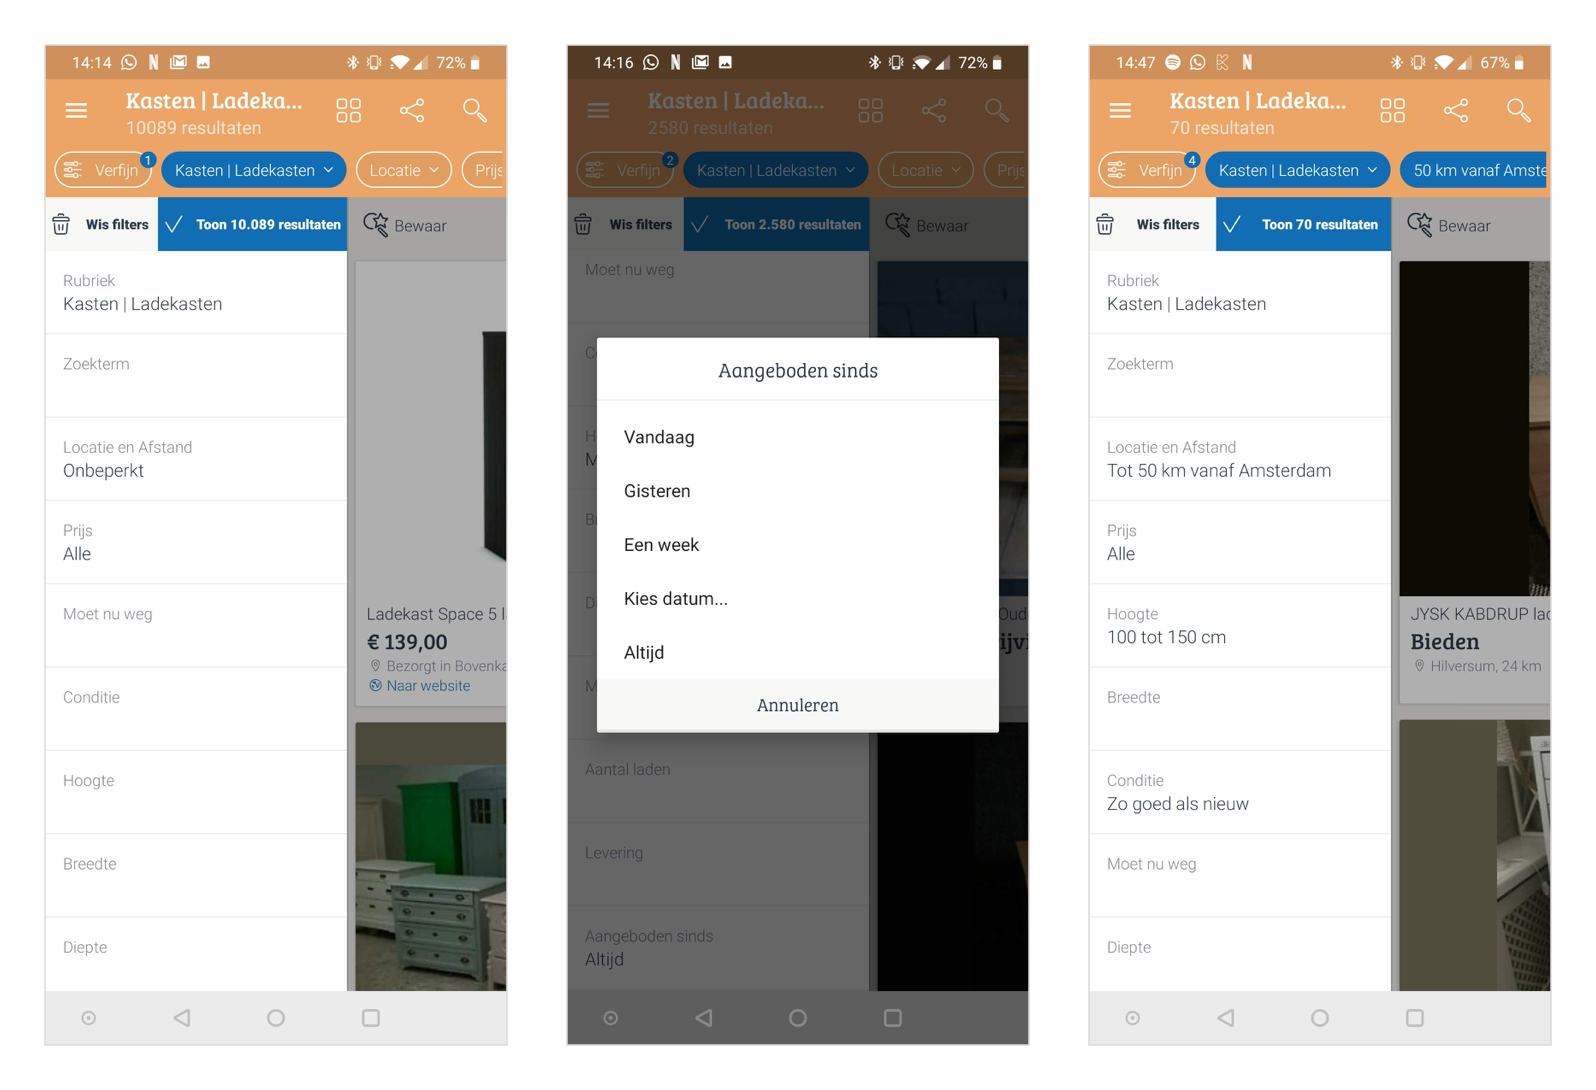 14:14
72%
Kasten | Ladeka...
10089 resultaten
Verfijn
1
Kasten | Ladekasten
Locatie
Prijs
Wis filters
Toon 10.089 resultaten
Bewaar
Rubriek
Kasten | Ladekasten
Zoekterm
Locatie en Afstand
Onbeperkt
Prijs
Alle
Moet nu weg
Conditie
Hoogte
Breedte
Diepte
Ladekast Space 5 l
€ 139,00
Bezorgt in Bovenka
Naar website
14:16
72%
Kasten | Ladeka...
2580 resultaten
Verfijn
2
Kasten | Ladekasten
Locatie
Prijs
Wis filters
Toon 2.580 resultaten
Bewaar
Moet nu weg
Aangeboden sinds
Vandaag
Gisteren
Een week
Kies datum...
Altijd
Annuleren
Aantal laden
Levering
Aangeboden sinds
Altijd
14:47
67%
Kasten | Ladeka...
70 resultaten
Verfijn
4
Kasten | Ladekasten
50 km vanaf Amste
Wis filters
Toon 70 resultaten
Bewaar
Rubriek
Kasten | Ladekasten
Zoekterm
Locatie en Afstand
Tot 50 km vanaf Amsterdam
Prijs
Alle
Hoogte
100 tot 150 cm
Breedte
Conditie
Zo goed als nieuw
Moet nu weg
Diepte
JYSK KABDRUP lad
Bieden
Hilversum, 24 km